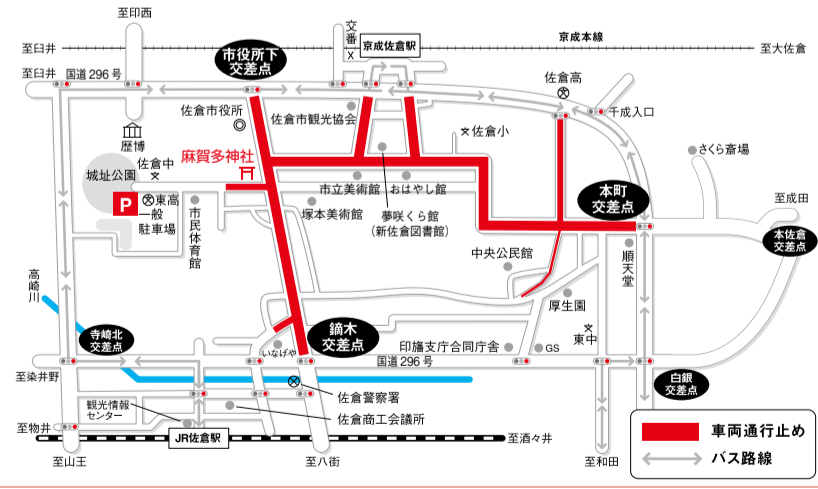 至印西
交番
X
京成佐倉駅
京成本線
至臼井
至大佐倉
市役所下
交差点
至臼井
国道296号
佐倉高
千成入口
佐倉市役所
佐倉市観光協会
佐倉小
歴博
麻賀多神社
さくら斎場
佐倉中
城址公園
市立美術館
おはやし館
本町
交差点
至成田
P
東高
一般
駐車場
市民体育館
塚本美術館
夢咲くら館
(新佐倉図書館)
本佐倉
交差点
中央公民館
順天堂
高崎川
厚生園
寺崎北
交差点
鏑木
交差点
東中
いなげや
印旛支庁合同庁舎
GS
国道296号
至染井野
白銀
交差点
佐倉警察署
観光情報
センター
佐倉商工会議所
至物井
JR佐倉駅
至酒々井
至山王
至八街
至和田
車両通行止め
バス路線